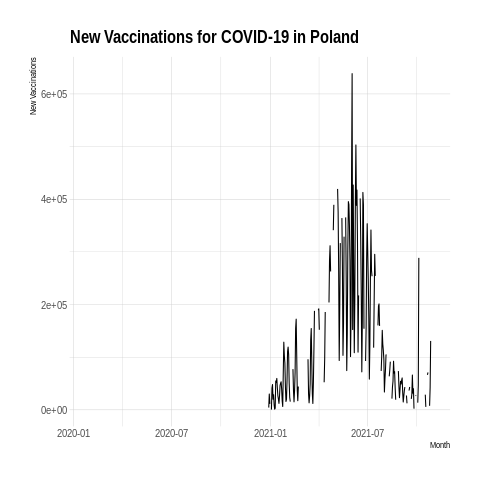 New Vaccinations for COVID-19 in Poland
New Vaccinations
6e+05
4e+05
2e+05
0e+00
2020-01 2020-07 2021-01 2021-07
Month